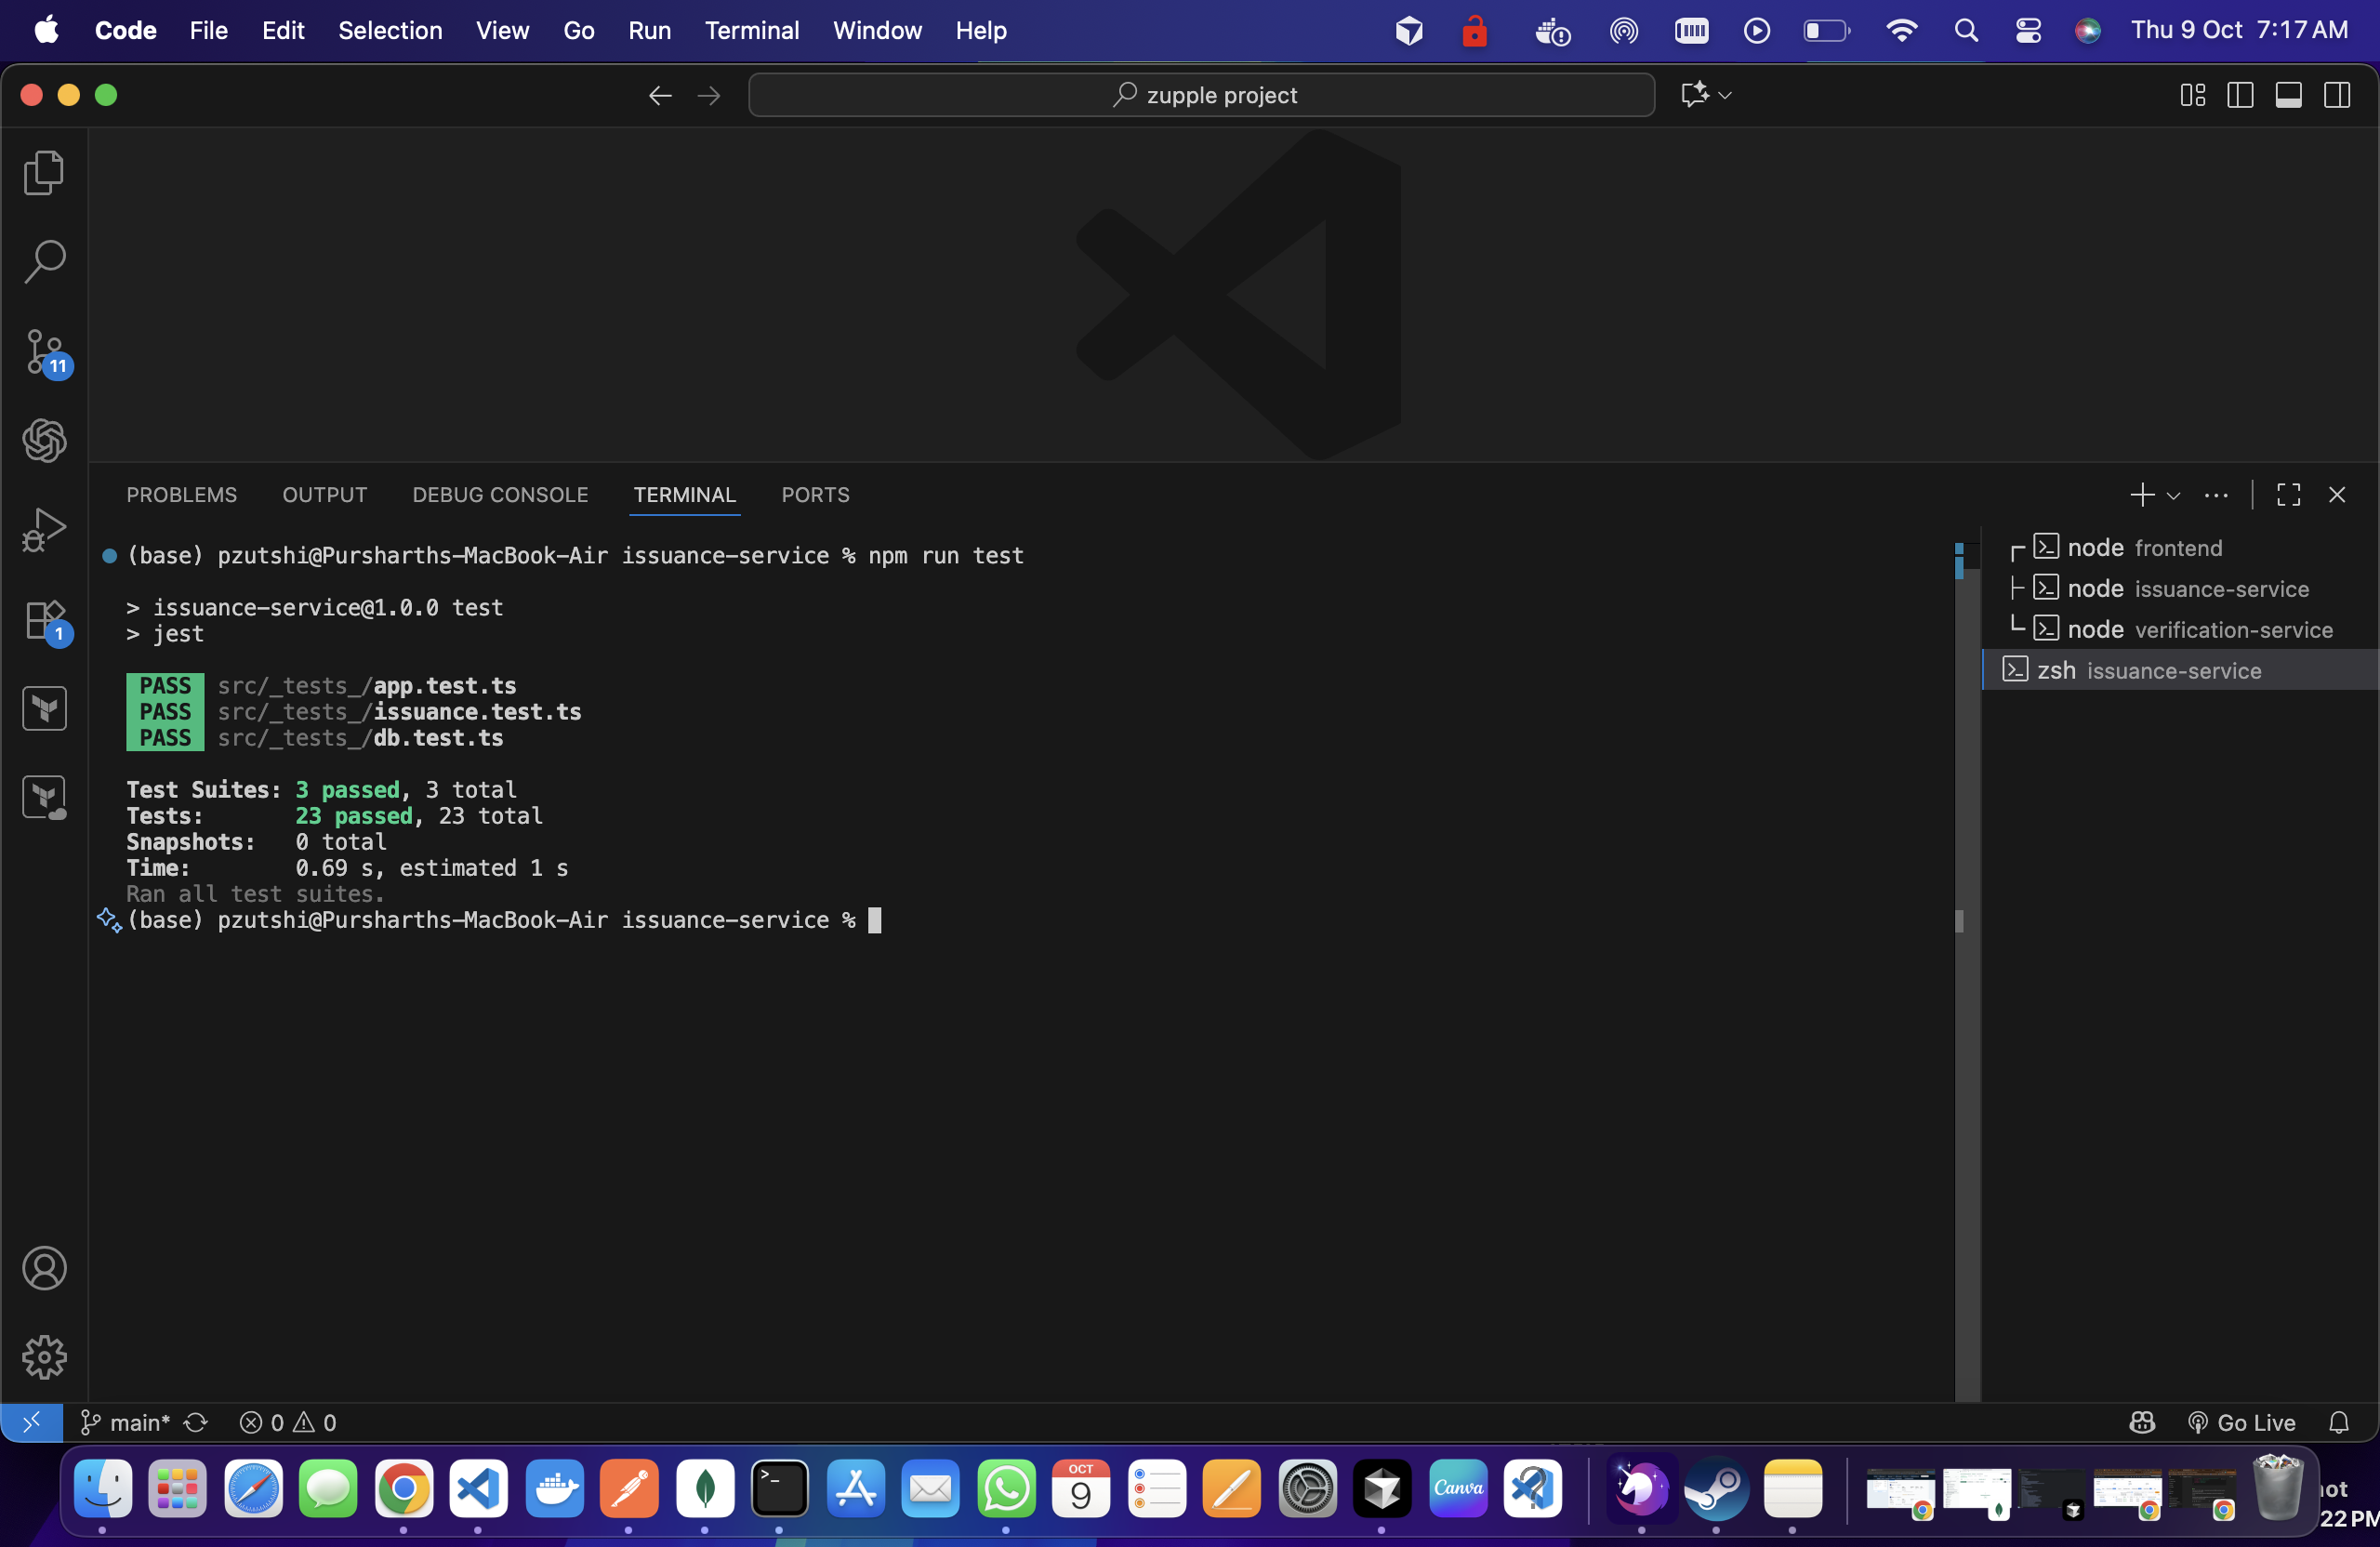 Code File Edit Selection View Go Run Terminal Window Help Thu 9 Oct 7:17 AM
zupple project
11
1
PROBLEMS OUTPUT DEBUG CONSOLE TERMINAL PORTS
(base) pzutshi@Pursharths-MacBook-Air issuance-service % npm run test
> issuance-service@1.0.0 test
> jest
PASS src/_tests_/app.test.ts
PASS src/_tests_/issuance.test.ts
PASS src/_tests_/db.test.ts
Test Suites: 3 passed, 3 total
Tests: 23 passed, 23 total
Snapshots: 0 total
Time: 0.69 s, estimated 1 s
Ran all test suites.
(base) pzutshi@Pursharths-MacBook-Air issuance-service %
node frontend
node issuance-service
node verification-service
zsh issuance-service
main* 0 0 Go Live
OCT
9
Canva
22 PM